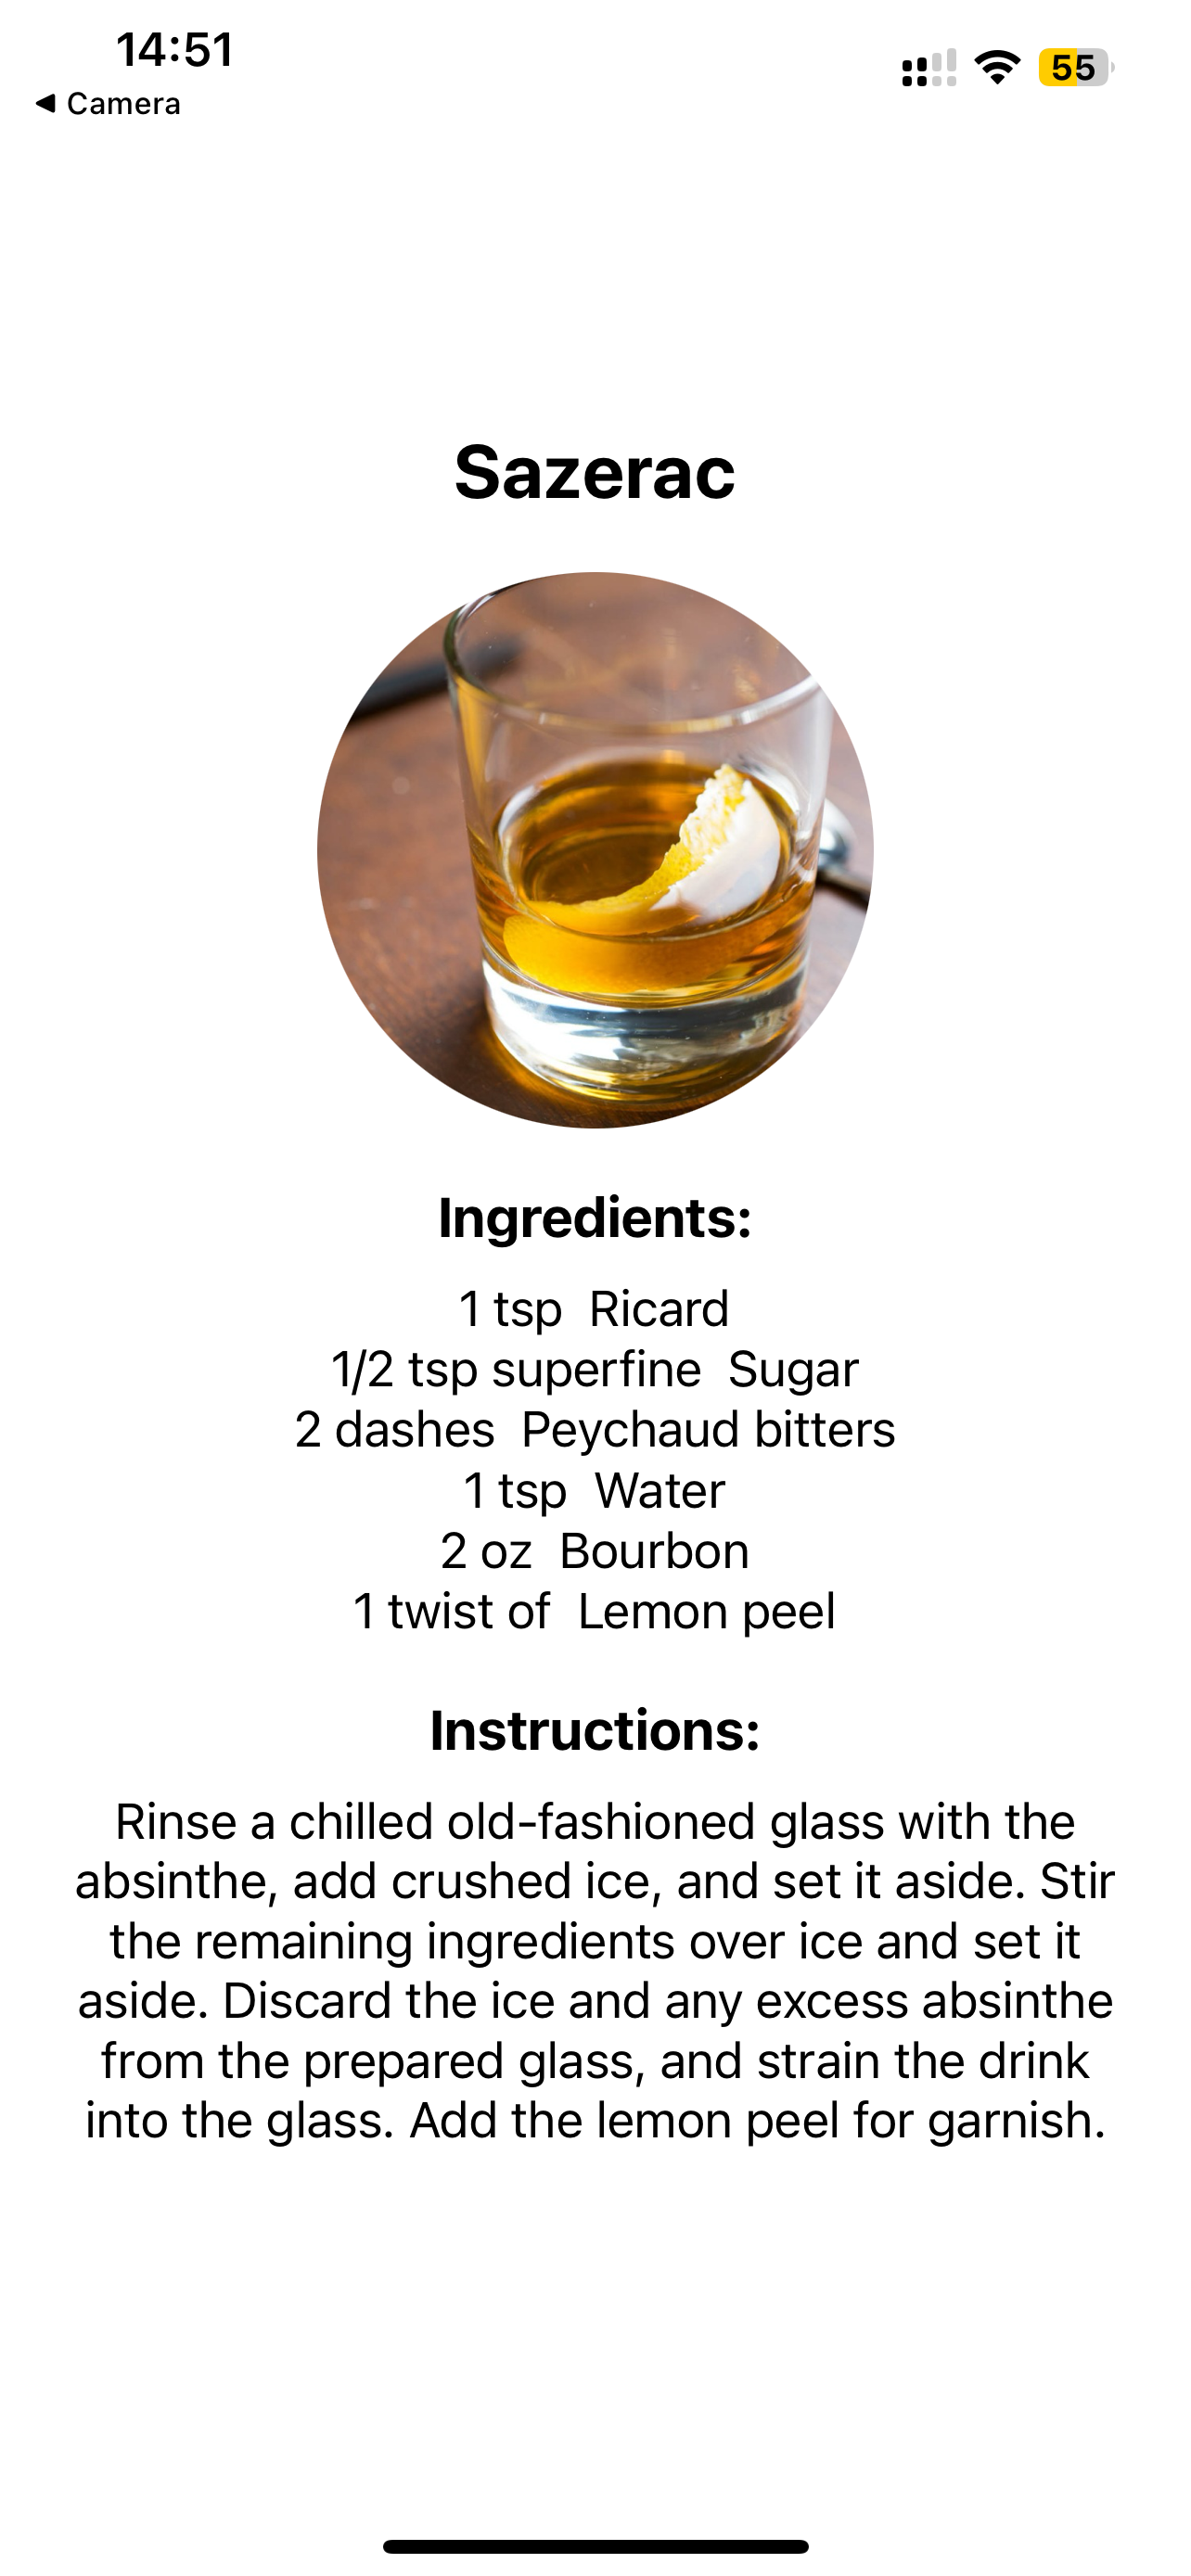 14:51
55
◀ Camera
Sazerac
Ingredients:
1 tsp  Ricard
1/2 tsp superfine  Sugar
2 dashes  Peychaud bitters
1 tsp  Water
2 oz  Bourbon
1 twist of  Lemon peel
Instructions:
Rinse a chilled old-fashioned glass with the
absinthe, add crushed ice, and set it aside. Stir
the remaining ingredients over ice and set it
aside. Discard the ice and any excess absinthe
from the prepared glass, and strain the drink
into the glass. Add the lemon peel for garnish.